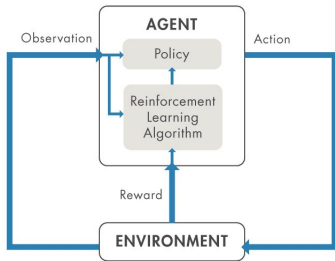 AGENT
Observation
Action
Policy
Reinforcement
Learning
Algorithm
Reward
ENVIRONMENT